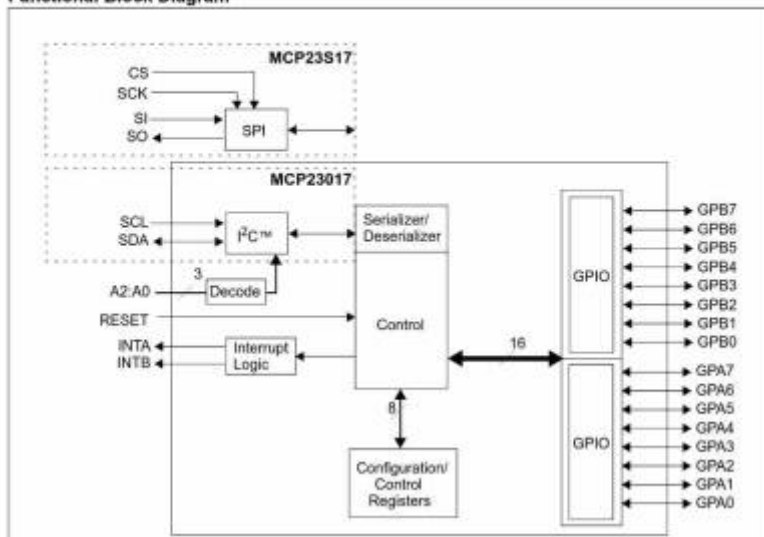 Functional Block Diagram
MCP23S17
CS
SCK
SI
SO
SPI
MCP23017
SCL
SDA
I²C™
Serializer/
Deserializer
3
A2:A0
Decode
RESET
Control
INTA
INTB
Interrupt
Logic
16
8
Configuration/
Control
Registers
GPIO
GPB7
GPB6
GPB5
GPB4
GPB3
GPB2
GPB1
GPB0
GPIO
GPA7
GPA6
GPA5
GPA4
GPA3
GPA2
GPA1
GPA0